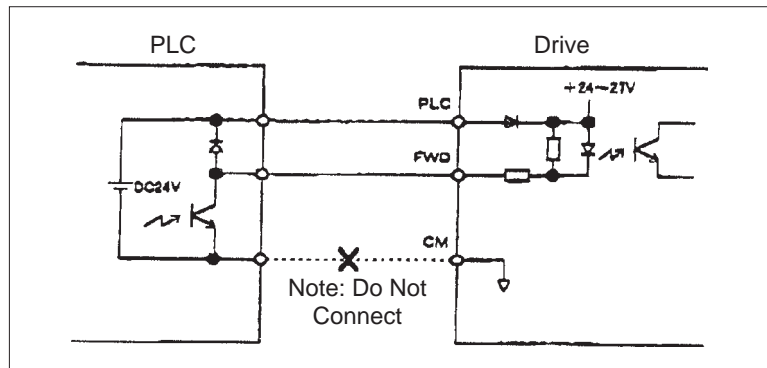 PLC
Drive
PLC
+24~27V
FWD
DC24V
CM
Note: Do Not
Connect